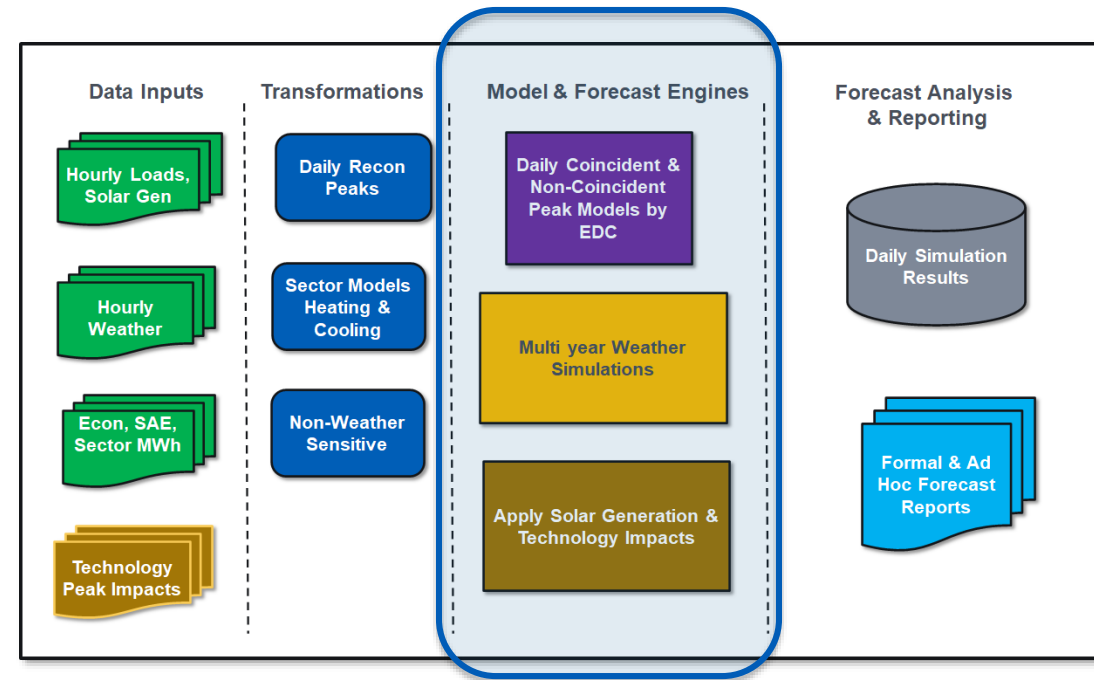 Data Inputs
Hourly Loads,
Solar Gen
Hourly
Weather
Econ, SAE,
Sector MWh
Technology
Peak Impacts
Transformations
Daily Recon
Peaks
Sector Models
Heating &
Cooling
Non-Weather
Sensitive
Model & Forecast Engines
Daily Coincident &
Non-Coincident
Peak Models by
EDC
Multi year Weather
Simulations
Apply Solar Generation &
Technology Impacts
Forecast Analysis
& Reporting
Daily Simulation
Results
Formal & Ad
Hoc Forecast
Reports